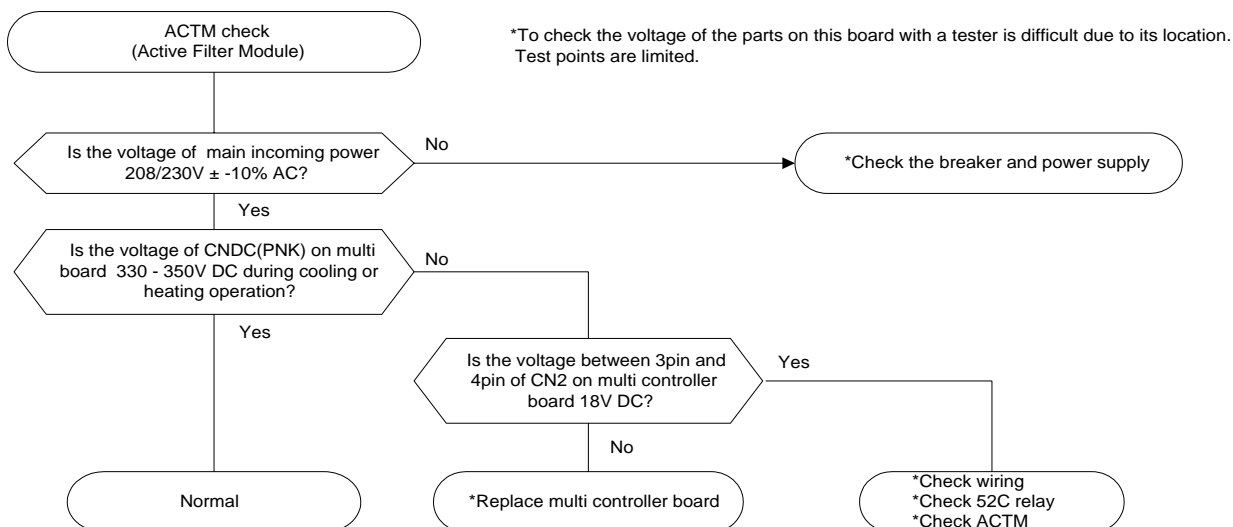 ACTM check
(Active Filter Module)
*To check the voltage of the parts on this board with a tester is difficult due to its location.
Test points are limited.
Is the voltage of main incoming power
208/230V ± -10% AC?
No
*Check the breaker and power supply
Yes
Is the voltage of CNDC(PNK) on multi
board 330 - 350V DC during cooling or
heating operation?
No
Yes
Is the voltage between 3pin and
4pin of CN2 on multi controller
board 18V DC?
Yes
No
Normal
*Replace multi controller board
*Check wiring
*Check 52C relay
*Check ACTM